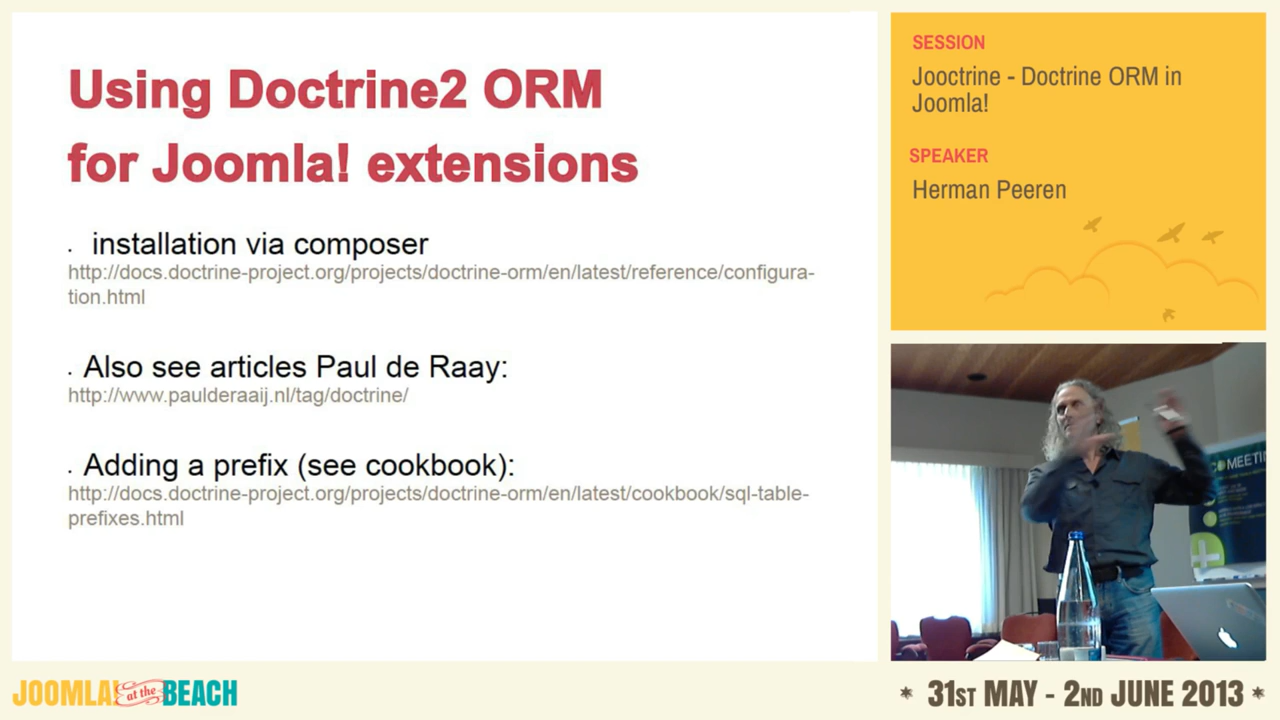 Using Doctrine2 ORM
for Joomla! extensions
· installation via composer
http://docs.doctrine-project.org/projects/doctrine-orm/en/latest/reference/configura-
tion.html
· Also see articles Paul de Raay:
http://www.paulderaaij.nl/tag/doctrine/
· Adding a prefix (see cookbook):
http://docs.doctrine-project.org/projects/doctrine-orm/en/latest/cookbook/sql-table-
prefixes.html
SESSION
Jooctrine - Doctrine ORM in
Joomla!
SPEAKER
Herman Peeren
MEETIN
JOOMLA! at the BEACH
* 31ST MAY - 2ND JUNE 2013 *